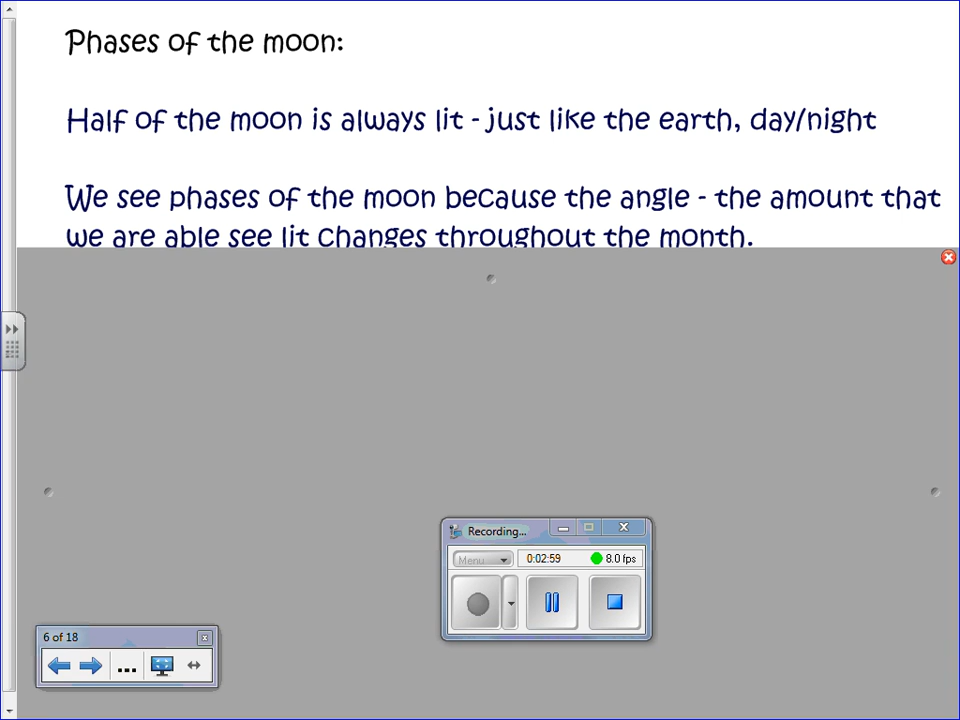 Phases of the moon:
Half of the moon is always lit - just like the earth, day/night
We see phases of the moon because the angle - the amount that
we are able see lit changes throughout the month.
Recording...
Menu
0:02:59
8.0 fps
6 of 18